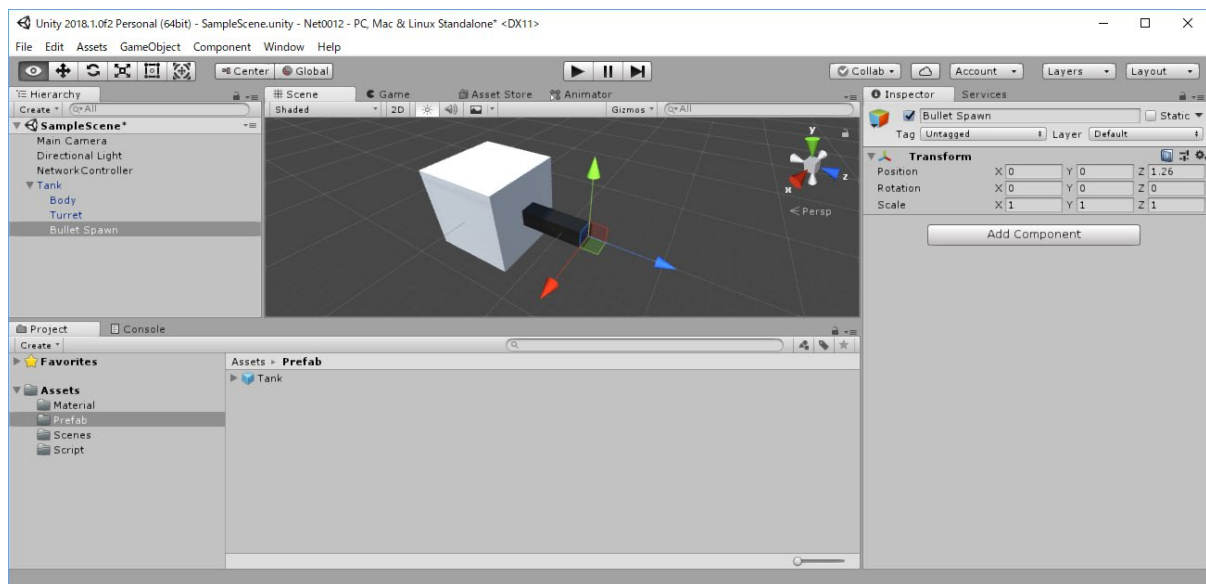 Unity 2018.1.0f2 Personal (64bit) - SampleScene.unity - Net0012 - PC, Mac & Linux Standalone* <DX11>
File Edit Assets GameObject Component Window Help
Center Global Collab Account Layers Layout
Hierarchy
Create All
SampleScene*
Main Camera
Directional Light
NetworkController
Tank
Body
Turret
Bullet Spawn
Scene Game Asset Store Animator
Shaded 2D Gizmos All
y
z
x
Persp
Inspector Services
Bullet Spawn Static
Tag Untagged Layer Default
Transform
Position X 0 Y 0 Z 1.26
Rotation X 0 Y 0 Z 0
Scale X 1 Y 1 Z 1
Add Component
Project Console
Create
Favorites
Assets
Material
Prefab
Scenes
Script
Assets Prefab
Tank